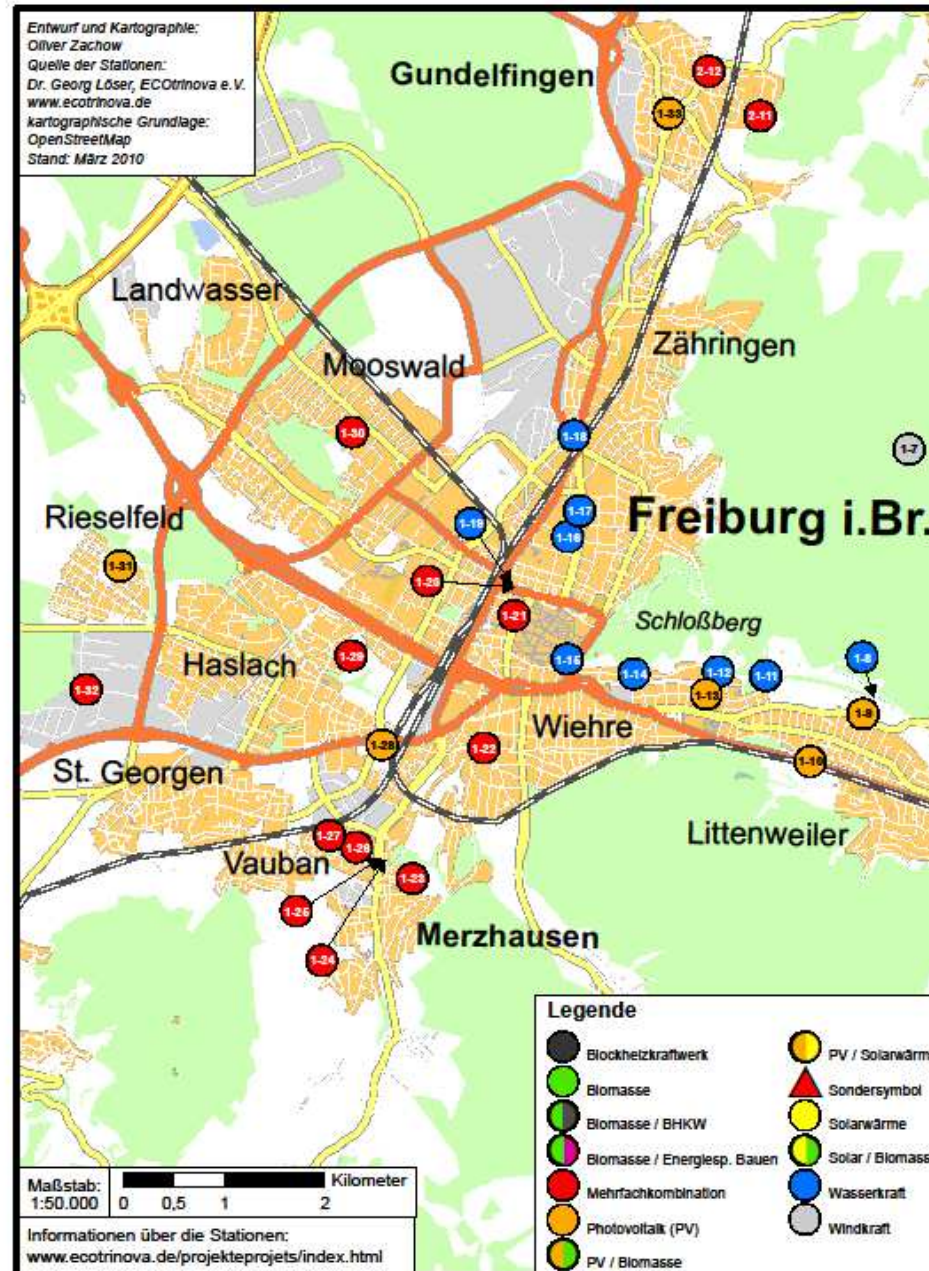 Entwurf und Kartographie:
Oliver Zachow
Quelle der Stationen:
Dr. Georg Löser, ECOtrinova e.V.
www.ecotrinova.de
kartographische Grundlage:
OpenStreetMap
Stand: März 2010
Gundelfingen
2-12
1-33
2-11
Landwasser
Zähringen
Mooswald
1-30
1-18
1-7
Rieselfeld
1-19
1-17
1-16
Freiburg i.Br.
1-31
1-20
1-21
Schloßberg
Haslach
1-29
1-15
1-14
1-12
1-11
1-8
1-32
1-13
1-9
Wiehre
1-28
1-22
1-10
St. Georgen
Littenweiler
1-27
1-26
Vauban
1-23
1-25
Merzhausen
1-24
Legende
Blockheizkraftwerk
Biomasse
Biomasse / BHKW
Biomasse / Energiesp. Bauen
Mehrfachkombination
Photovoltaik (PV)
PV / Biomasse
PV / Solarwärm
Sondersymbol
Solarwärme
Solar / Biomass
Wasserkraft
Windkraft
Maßstab:
1:50.000
0 0,5 1 2 Kilometer
Informationen über die Stationen:
www.ecotrinova.de/projekteprojets/index.html